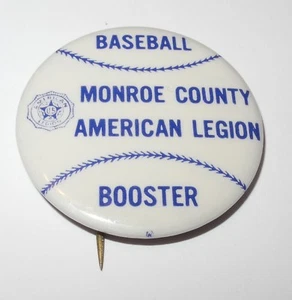 BASEBALL
MONROE COUNTY
AMERICAN LEGION
BOOSTER